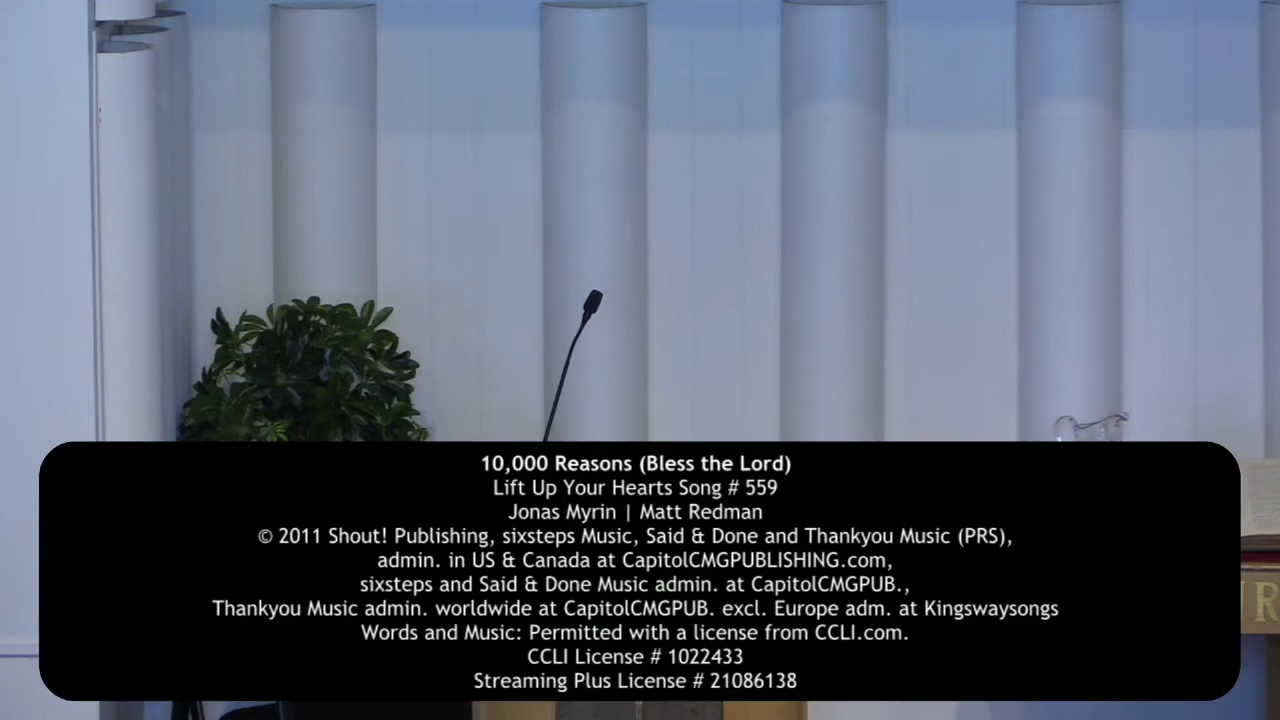 10,000 Reasons (Bless the Lord)
Lift Up Your Hearts Song # 559
Jonas Myrin | Matt Redman
© 2011 Shout! Publishing, sixsteps Music, Said & Done and Thankyou Music (PRS),
admin. in US & Canada at CapitolCMGPUBLISHING.com,
sixsteps and Said & Done Music admin. at CapitolCMGPUB.,
Thankyou Music admin. worldwide at CapitolCMGPUB. excl. Europe adm. at Kingswaysongs
Words and Music: Permitted with a license from CCLI.com.
CCLI License # 1022433
Streaming Plus License # 21086138